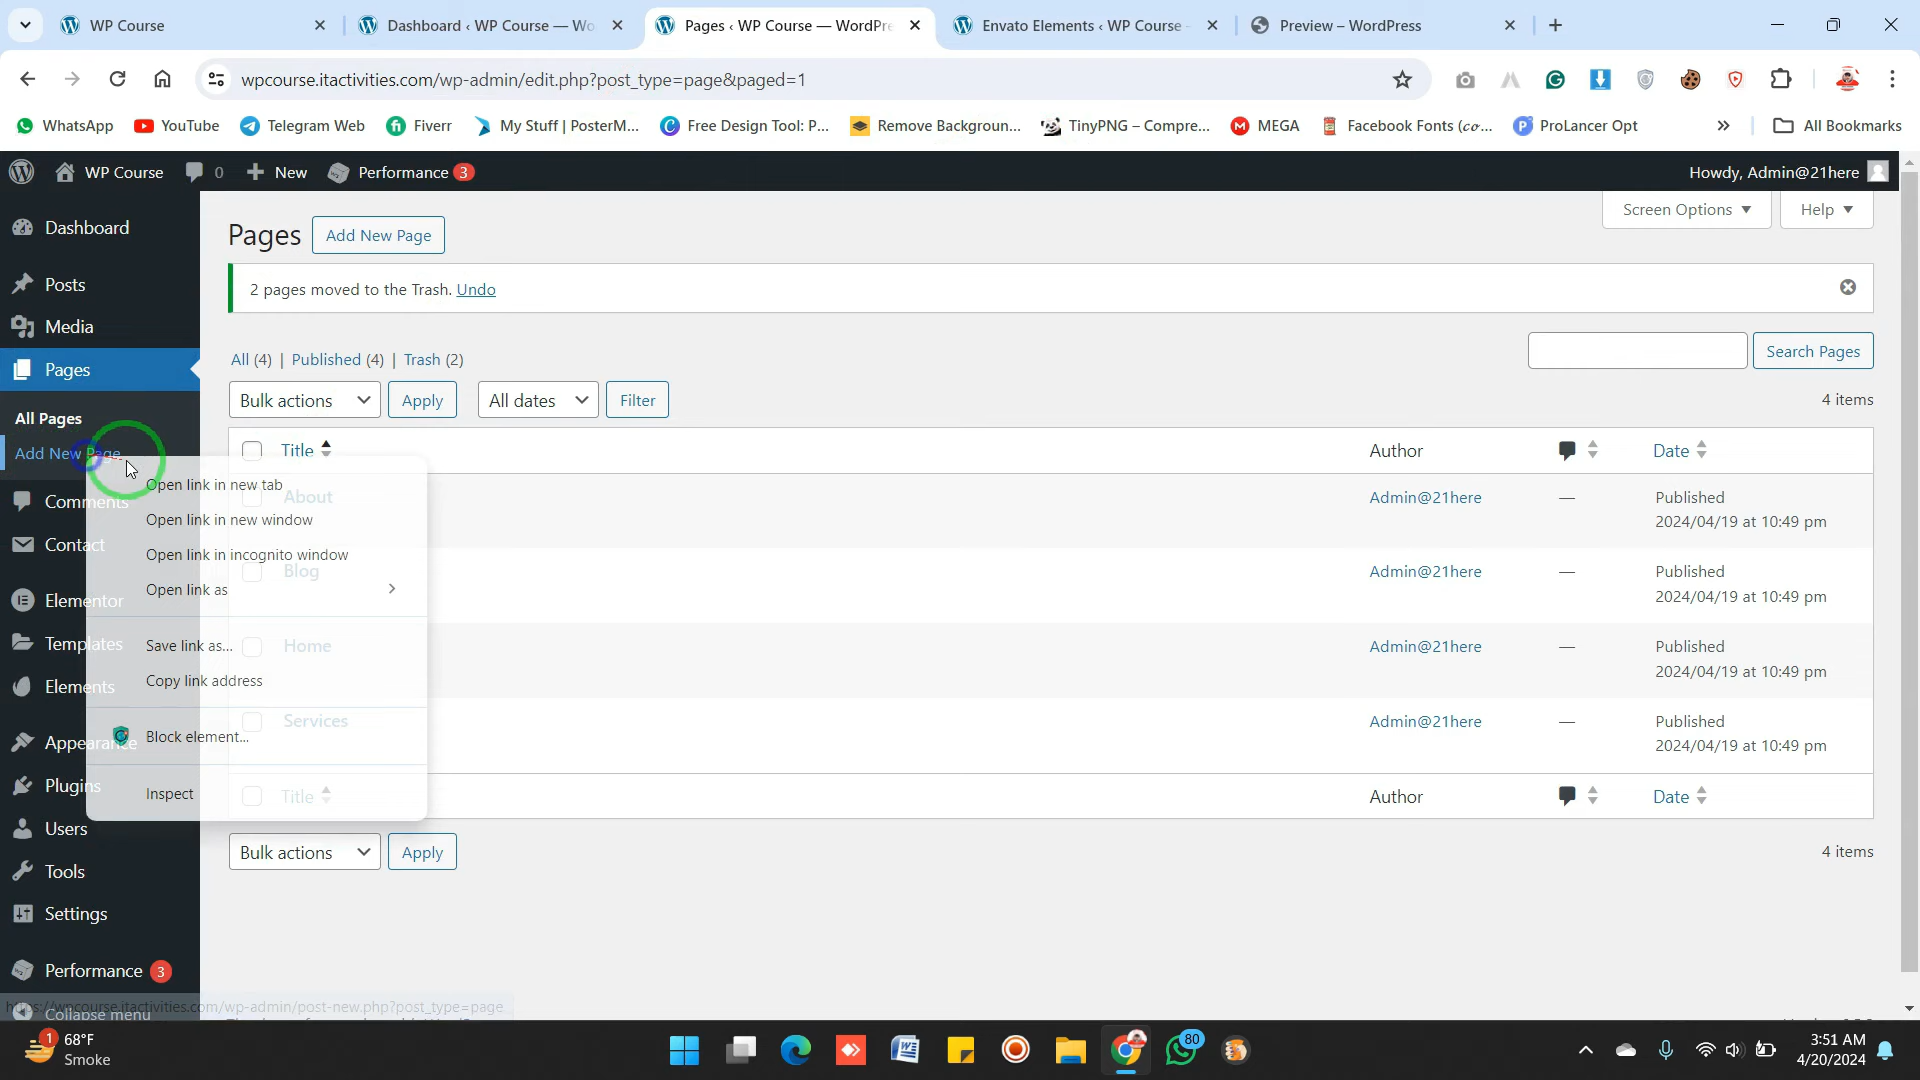 WP Course
Dashboard ‹ WP Course — Wo
Pages ‹ WP Course — WordPre
Envato Elements ‹ WP Course -
Preview – WordPress
wpcourse.itactivities.com/wp-admin/edit.php?post_type=page&paged=1
WhatsApp
YouTube
Telegram Web
Fiverr
My Stuff | PosterM...
Free Design Tool: P...
Remove Backgroun...
TinyPNG – Compre...
MEGA
Facebook Fonts (co...
ProLancer Opt
»
All Bookmarks
WP Course
0
New
Performance 3
Howdy, Admin@21here
Dashboard
Posts
Media
Pages
All Pages
Add New Page
Comments
Contact
Elementor
Templates
Elements
Appearance
Plugins
Users
Tools
Settings
Performance 3
Collapse menu
Open link in new tab
Open link in new window
Open link in incognito window
Open link as
Save link as...
Copy link address
Block element...
Inspect
Pages
Add New Page
Screen Options
Help
2 pages moved to the Trash. Undo
All (4) | Published (4) | Trash (2)
Search Pages
Bulk actions
Apply
All dates
Filter
4 items
Title
Author
Date
About
Admin@21here
—
Published
2024/04/19 at 10:49 pm
Blog
Admin@21here
—
Published
2024/04/19 at 10:49 pm
Home
Admin@21here
—
Published
2024/04/19 at 10:49 pm
Services
Admin@21here
—
Published
2024/04/19 at 10:49 pm
Title
Author
Date
Bulk actions
Apply
4 items
https://wpcourse.itactivities.com/wp-admin/post-new.php?post_type=page
1
68°F
Smoke
80
3:51 AM
4/20/2024